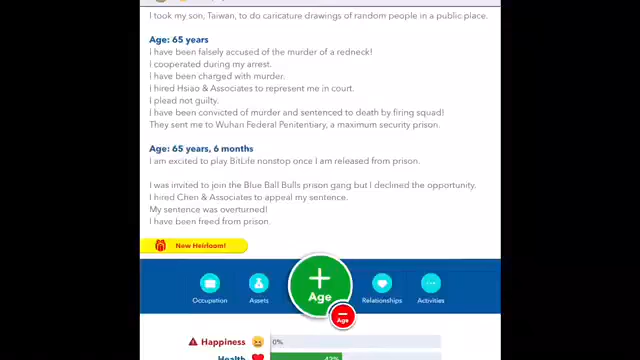 I took my son, Taiwan, to do caricature drawings of random people in a public place.
Age: 65 years
I have been falsely accused of the murder of a redneck!
I cooperated during my arrest.
I have been charged with murder.
I hired Hsiao & Associates to represent me in court.
I plead not guilty.
I have been convicted of murder and sentenced to death by firing squad!
They sent me to Wuhan Federal Penitentiary, a maximum security prison.
Age: 65 years, 6 months
I am excited to play BitLife nonstop once I am released from prison.
I was invited to join the Blue Ball Bulls prison gang but I declined the opportunity.
I hired Chen & Associates to appeal my sentence.
My sentence was overturned!
I have been freed from prison.
New Heirloom!
Occupation
Assets
Age
Relationships
Activities
Age
Happiness 0%
Health 42%